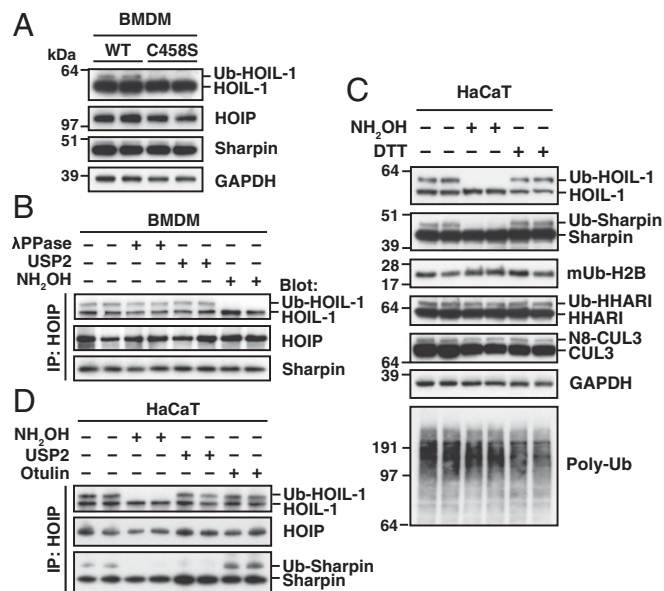 A
BMDM
kDa WT C458S
64
Ub-HOIL-1
HOIL-1
HOIP
97
51
Sharpin
39
GAPDH
B
BMDM
λPPase – – + + – – – –
USP2 – – – – + + – –
NH2OH – – – – – – + +
Blot:
IP: HOIP
Ub-HOIL-1
HOIL-1
HOIP
Sharpin
D
HaCaT
NH2OH – – + + – – – –
USP2 – – – – + + – –
Otulin – – – – – – + +
IP: HOIP
Ub-HOIL-1
HOIL-1
HOIP
Ub-Sharpin
Sharpin
C
HaCaT
NH2OH – – + + – –
DTT – – – – + +
64
Ub-HOIL-1
HOIL-1
51
Ub-Sharpin
Sharpin
39
28
mUb-H2B
17
64
Ub-HHARI
HHARI
N8-CUL3
CUL3
64
39
GAPDH
191
Poly-Ub
97
64